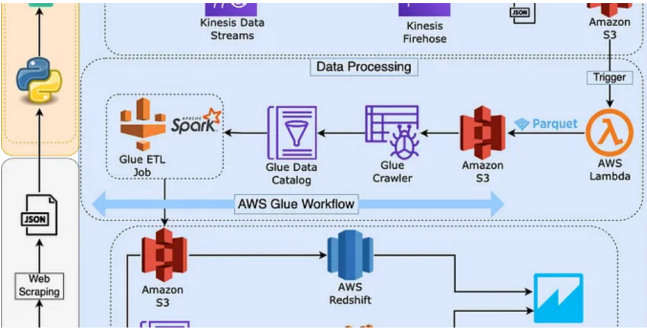 Kinesis Data
Streams
Kinesis
Firehose
JSON
Amazon
S3
Data Processing
Trigger
APACHE
Spark
Glue ETL
Job
Glue Data
Catalog
Glue
Crawler
Amazon
S3
Parquet
AWS
Lambda
AWS Glue Workflow
JSON
Web
Scraping
Amazon
S3
AWS
Redshift